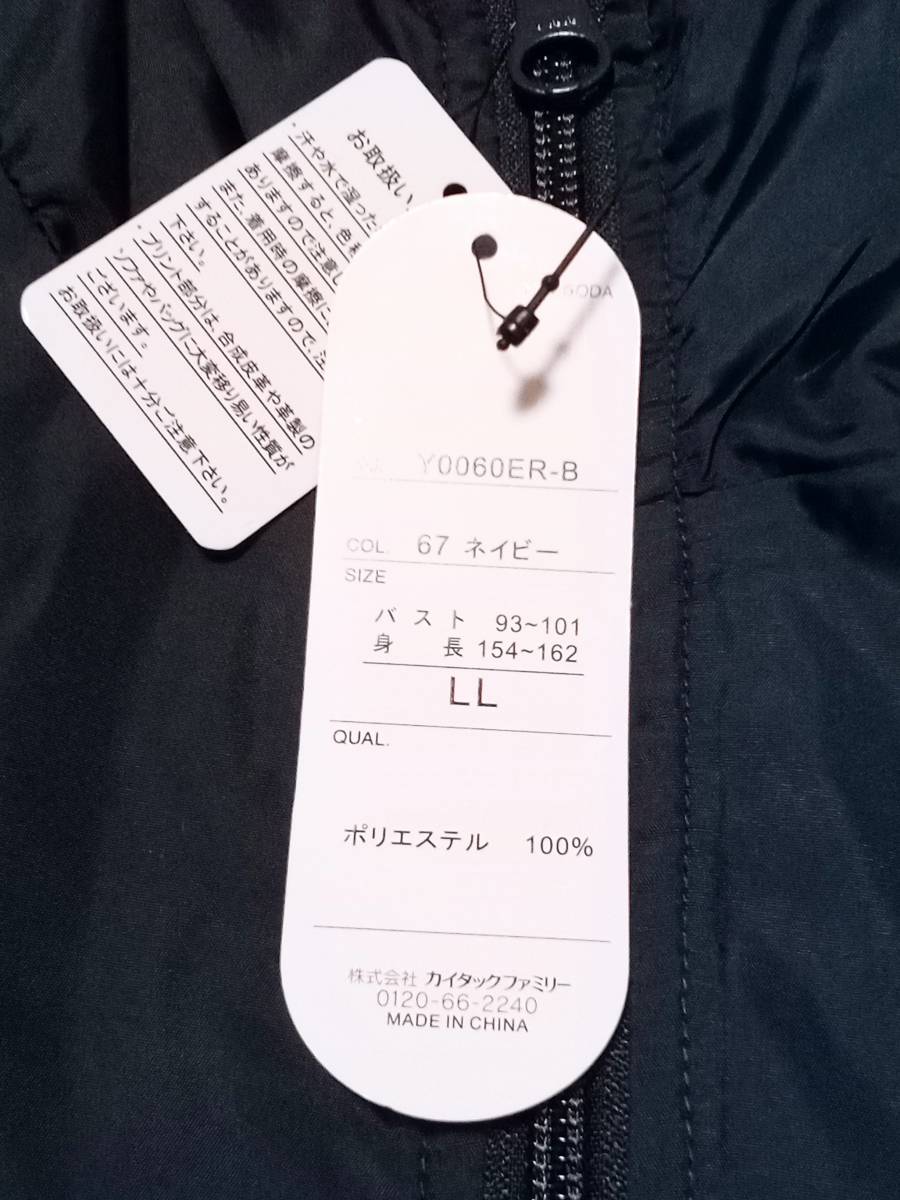 お取扱い
・汗や水で湿った
摩擦すると、色移
ありますので注意し
また、着用時の摩擦に
することがありますので、注
下さい。
・プリント部分は、合成皮革や革製の
ソファやバッグに大変移り易い性質が
ございます。
お取扱いには十分ご注意下さい。
ODA
Y0060ER-B
COL. 67 ネイビー
SIZE
バスト 93~101
身長 154~162
LL
QUAL.
ポリエステル 100%
株式会社 カイタックファミリー
0120-66-2240
MADE IN CHINA